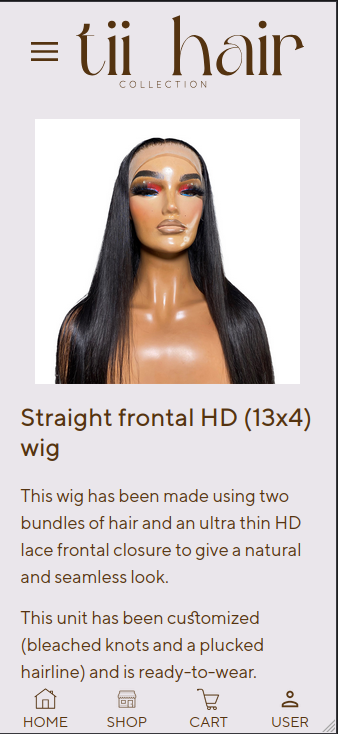 tii hair
COLLECTION
Straight frontal HD (13x4)
wig
This wig has been made using two
bundles of hair and an ultra thin HD
lace frontal closure to give a natural
and seamless look.
This unit has been customized
(bleached knots and a plucked
hairline) and is ready-to-wear.
HOME SHOP CART USER